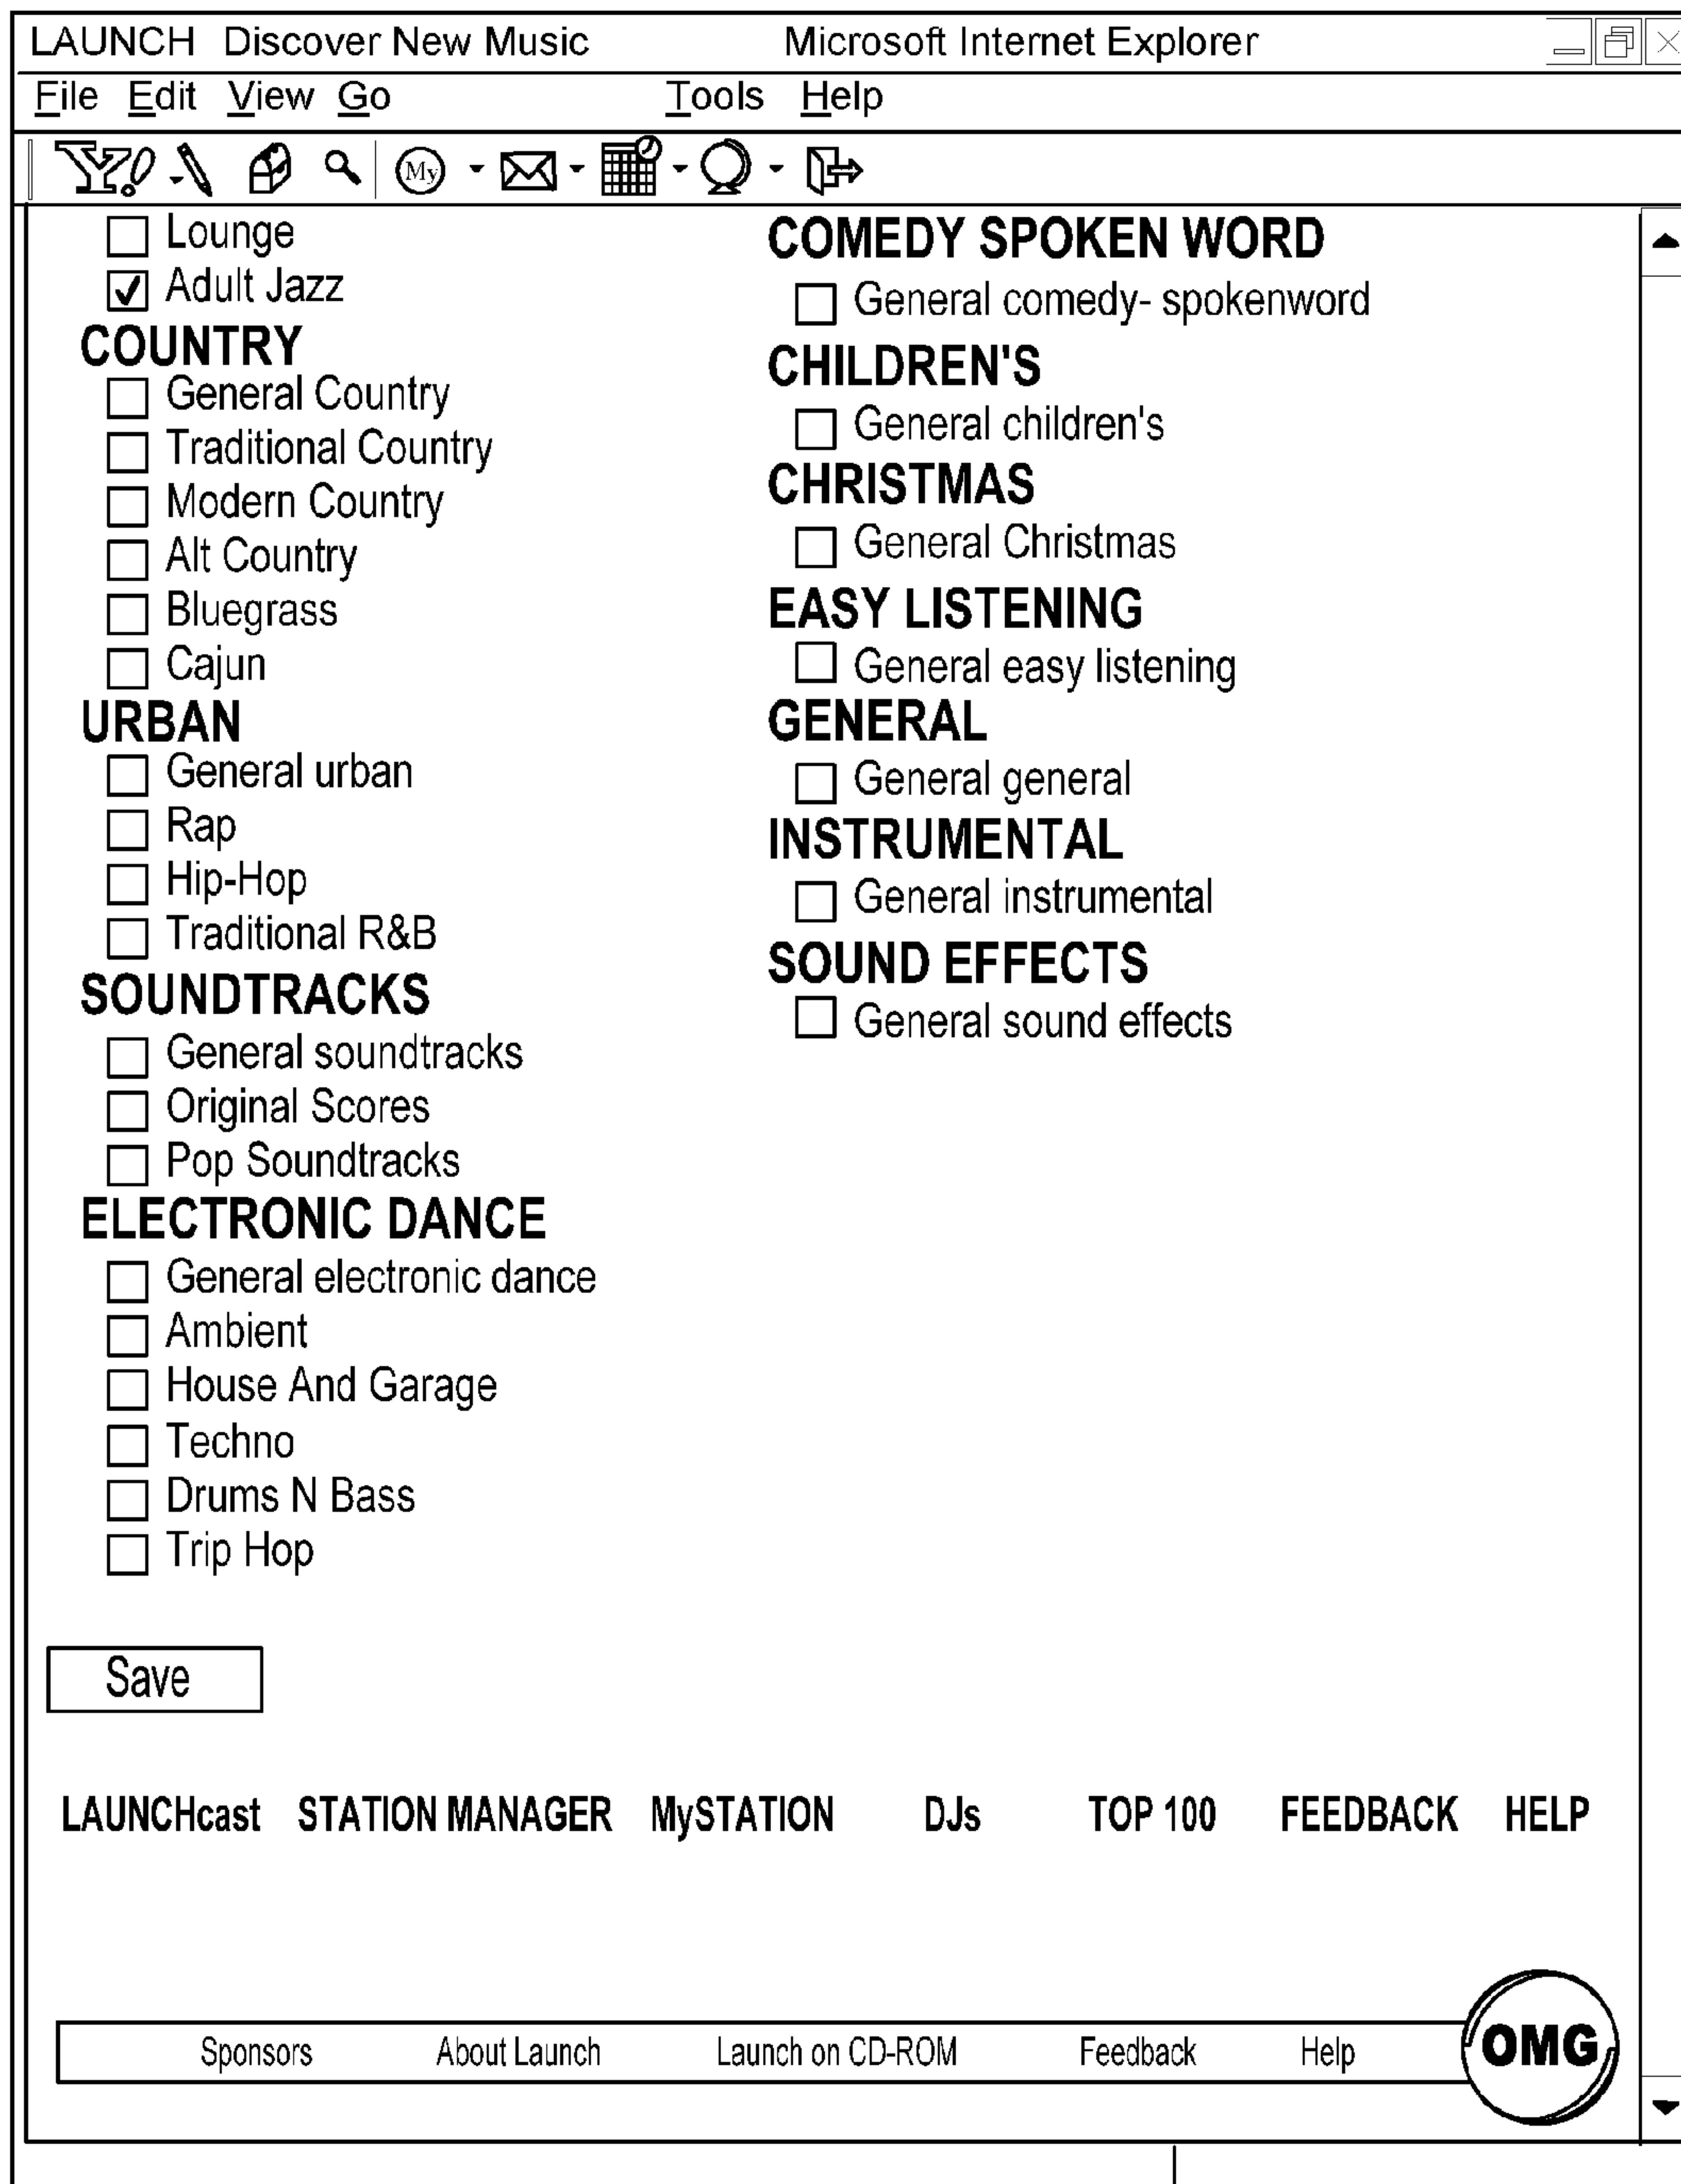 LAUNCH Discover New Music Microsoft Internet Explorer
File Edit View Go Tools Help
Y! My
Lounge
Adult Jazz
COUNTRY
General Country
Traditional Country
Modern Country
Alt Country
Bluegrass
Cajun
URBAN
General urban
Rap
Hip-Hop
Traditional R&B
SOUNDTRACKS
General soundtracks
Original Scores
Pop Soundtracks
ELECTRONIC DANCE
General electronic dance
Ambient
House And Garage
Techno
Drums N Bass
Trip Hop
COMEDY SPOKEN WORD
General comedy- spokenword
CHILDREN'S
General children's
CHRISTMAS
General Christmas
EASY LISTENING
General easy listening
GENERAL
General general
INSTRUMENTAL
General instrumental
SOUND EFFECTS
General sound effects
Save
LAUNCHcast STATION MANAGER MySTATION DJs TOP 100 FEEDBACK HELP
Sponsors About Launch Launch on CD-ROM Feedback Help OMG